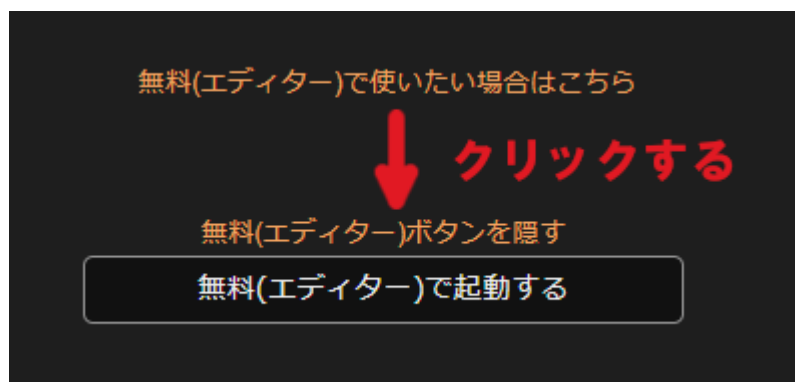 無料(エディター)で使いたい場合はこちら
クリックする
無料(エディター)ボタンを隠す
無料(エディター)で起動する